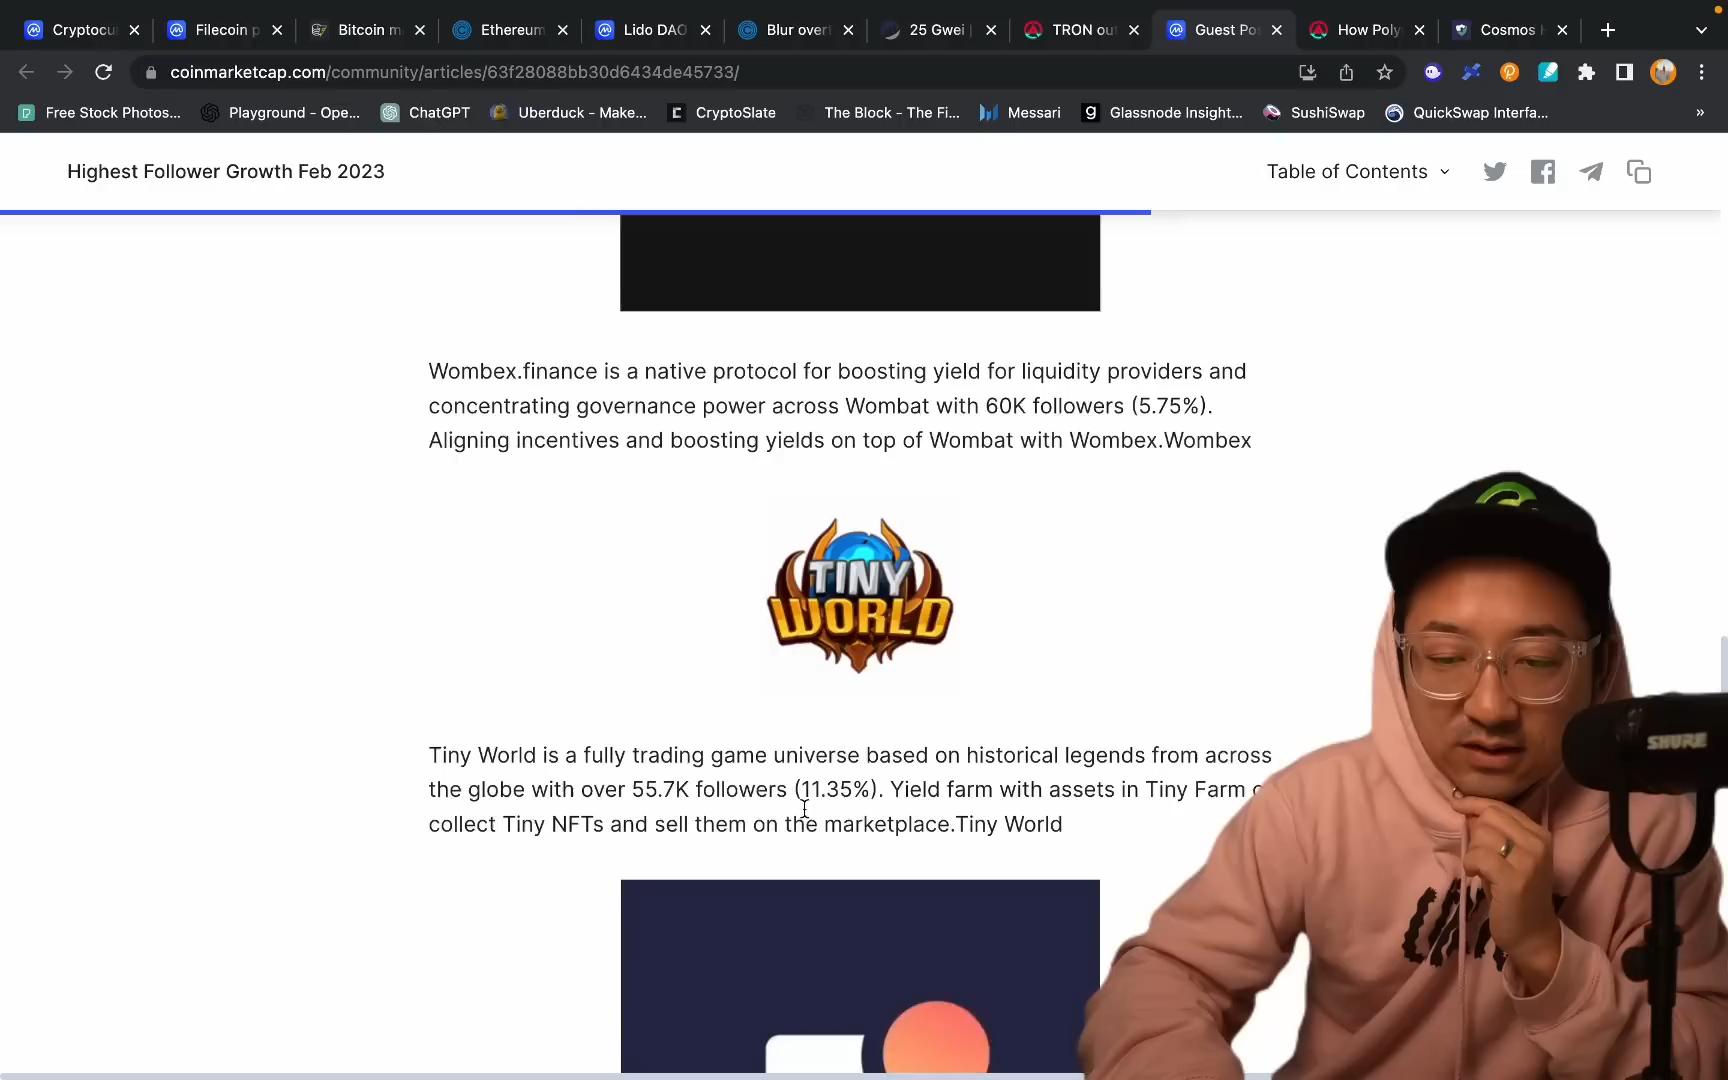 Cryptocu
Filecoin p
Bitcoin m
Ethereum
Lido DAO
Blur over
25 Gwei |
TRON ou
Guest Po
How Poly
Cosmos
coinmarketcap.com/community/articles/63f28088bb30d6434de45733/
Free Stock Photos...
Playground - Ope...
ChatGPT
Uberduck - Make...
CryptoSlate
The Block - The Fi...
Messari
Glassnode Insight...
SushiSwap
QuickSwap Interfa...
»
Highest Follower Growth Feb 2023
Table of Contents
Wombex.finance is a native protocol for boosting yield for liquidity providers and
concentrating governance power across Wombat with 60K followers (5.75%).
Aligning incentives and boosting yields on top of Wombat with Wombex.Wombex
TINY
WORLD
Tiny World is a fully trading game universe based on historical legends from across
the globe with over 55.7K followers (11.35%). Yield farm with assets in Tiny Farm
collect Tiny NFTs and sell them on the marketplace.Tiny World
SHURE